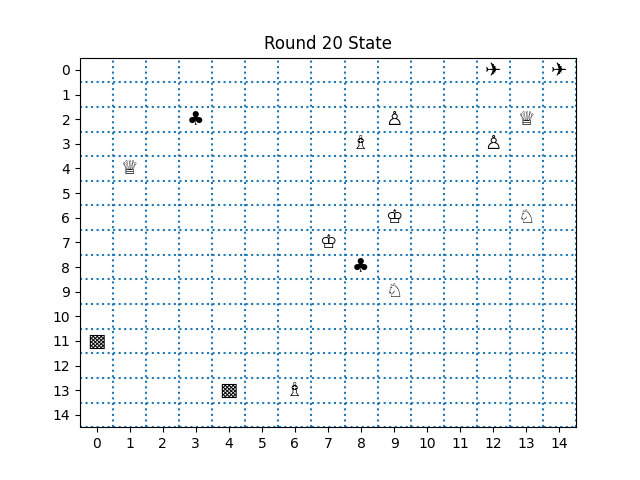 Round 20 State
0 ✈ ✈
1
2 ♣ ♙ ♕
3 ♗ ♙
4 ♕
5
6 ♔ ♘
7 ♔
8 ♣
9 ♘
10
11 ▩
12
13 ▩ ♗
14
0 1 2 3 4 5 6 7 8 9 10 11 12 13 14